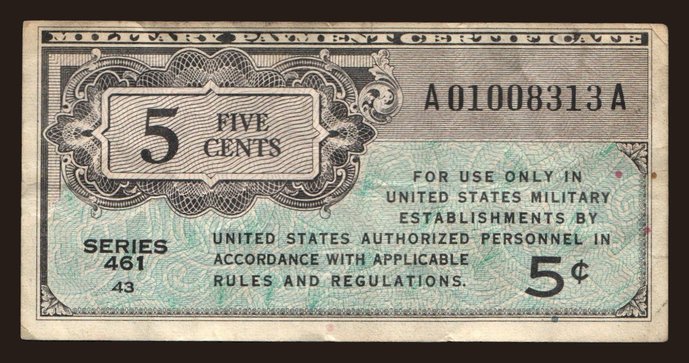 MILITARY PAYMENT CERTIFICATE
A01008313A
5 FIVE CENTS
FOR USE ONLY IN
UNITED STATES MILITARY
ESTABLISHMENTS BY
UNITED STATES AUTHORIZED PERSONNEL IN
ACCORDANCE WITH APPLICABLE
RULES AND REGULATIONS.
SERIES
461
43
5¢